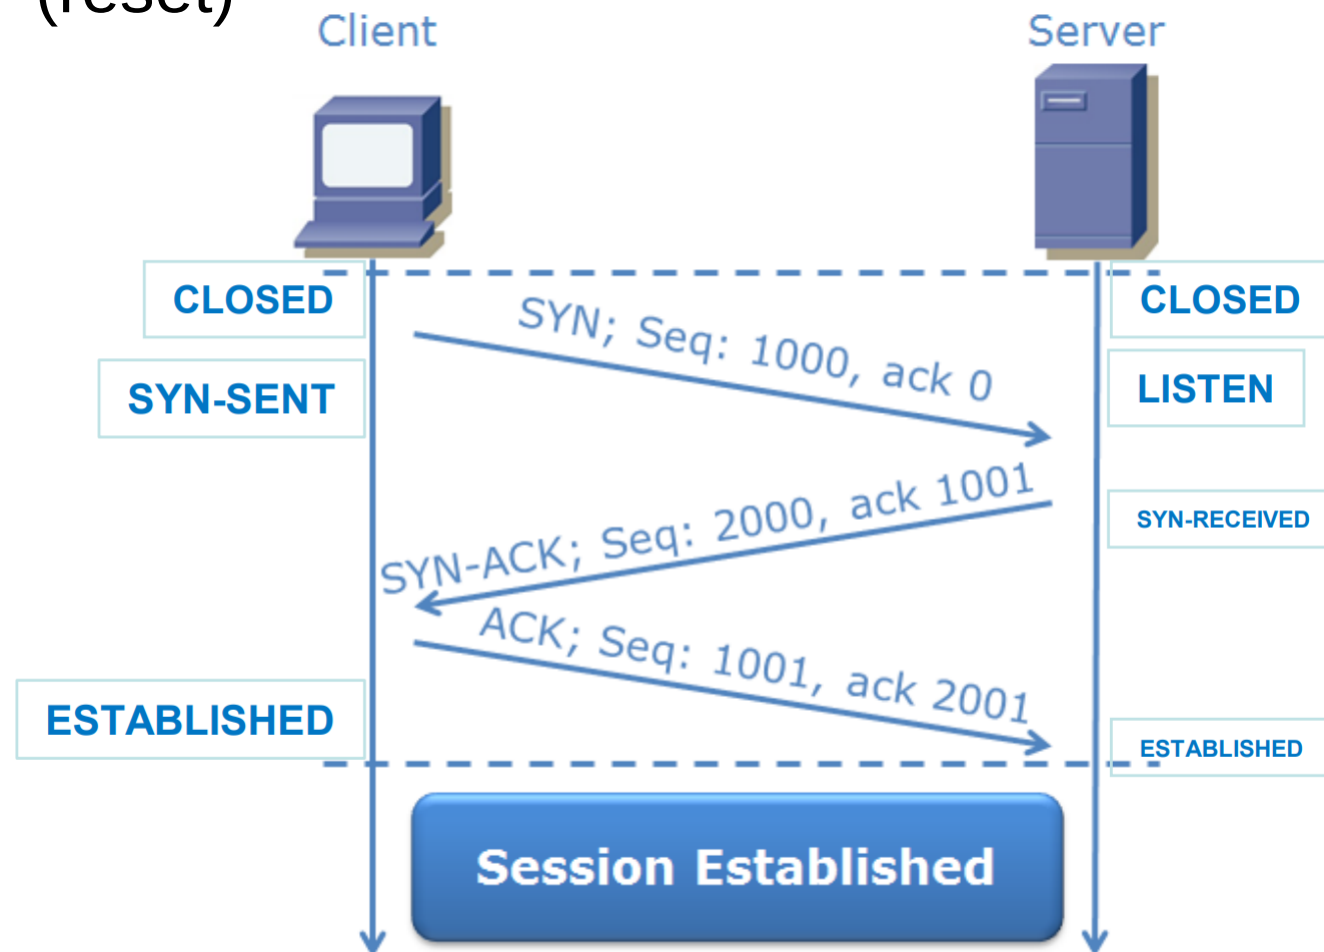 (reset)
Client
Server
CLOSED
CLOSED
SYN; Seq: 1000, ack 0
SYN-SENT
LISTEN
SYN-ACK; Seq: 2000, ack 1001
SYN-RECEIVED
ACK; Seq: 1001, ack 2001
ESTABLISHED
ESTABLISHED
Session Established